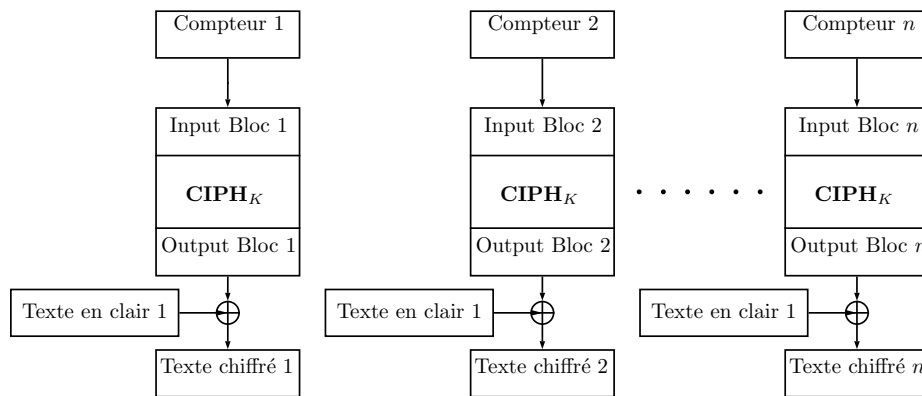 Compteur 1 Compteur 2 Compteur n
Input Bloc 1 Input Bloc 2 Input Bloc n
CIPH_K CIPH_K CIPH_K
Output Bloc 1 Output Bloc 2 Output Bloc n
Texte en clair 1 Texte en clair 1 Texte en clair 1
Texte chiffré 1 Texte chiffré 2 Texte chiffré n